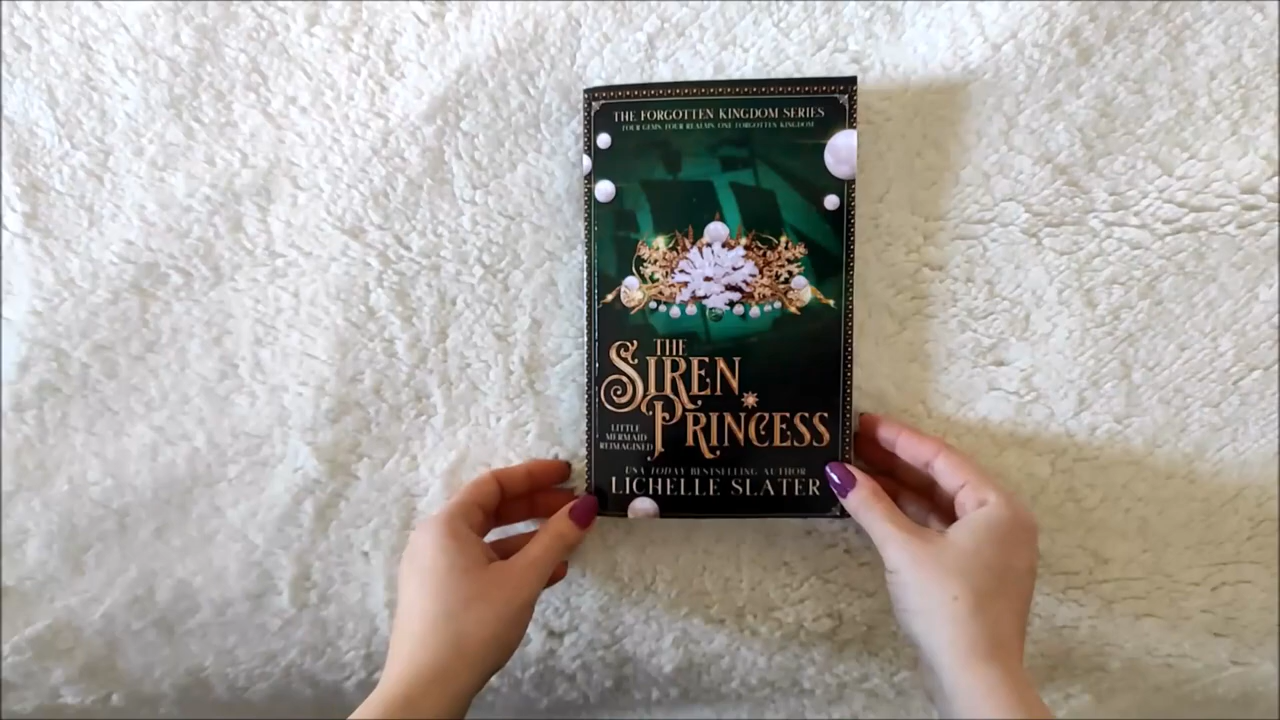 THE FORGOTTEN KINGDOM SERIES
FOUR GEMS. FOUR REALMS. ONE FORGOTTEN KINGDOM
THE
SIREN
PRINCESS
LITTLE
MERMAID
REIMAGINED
USA TODAY BESTSELLING AUTHOR
LICHELLE SLATER